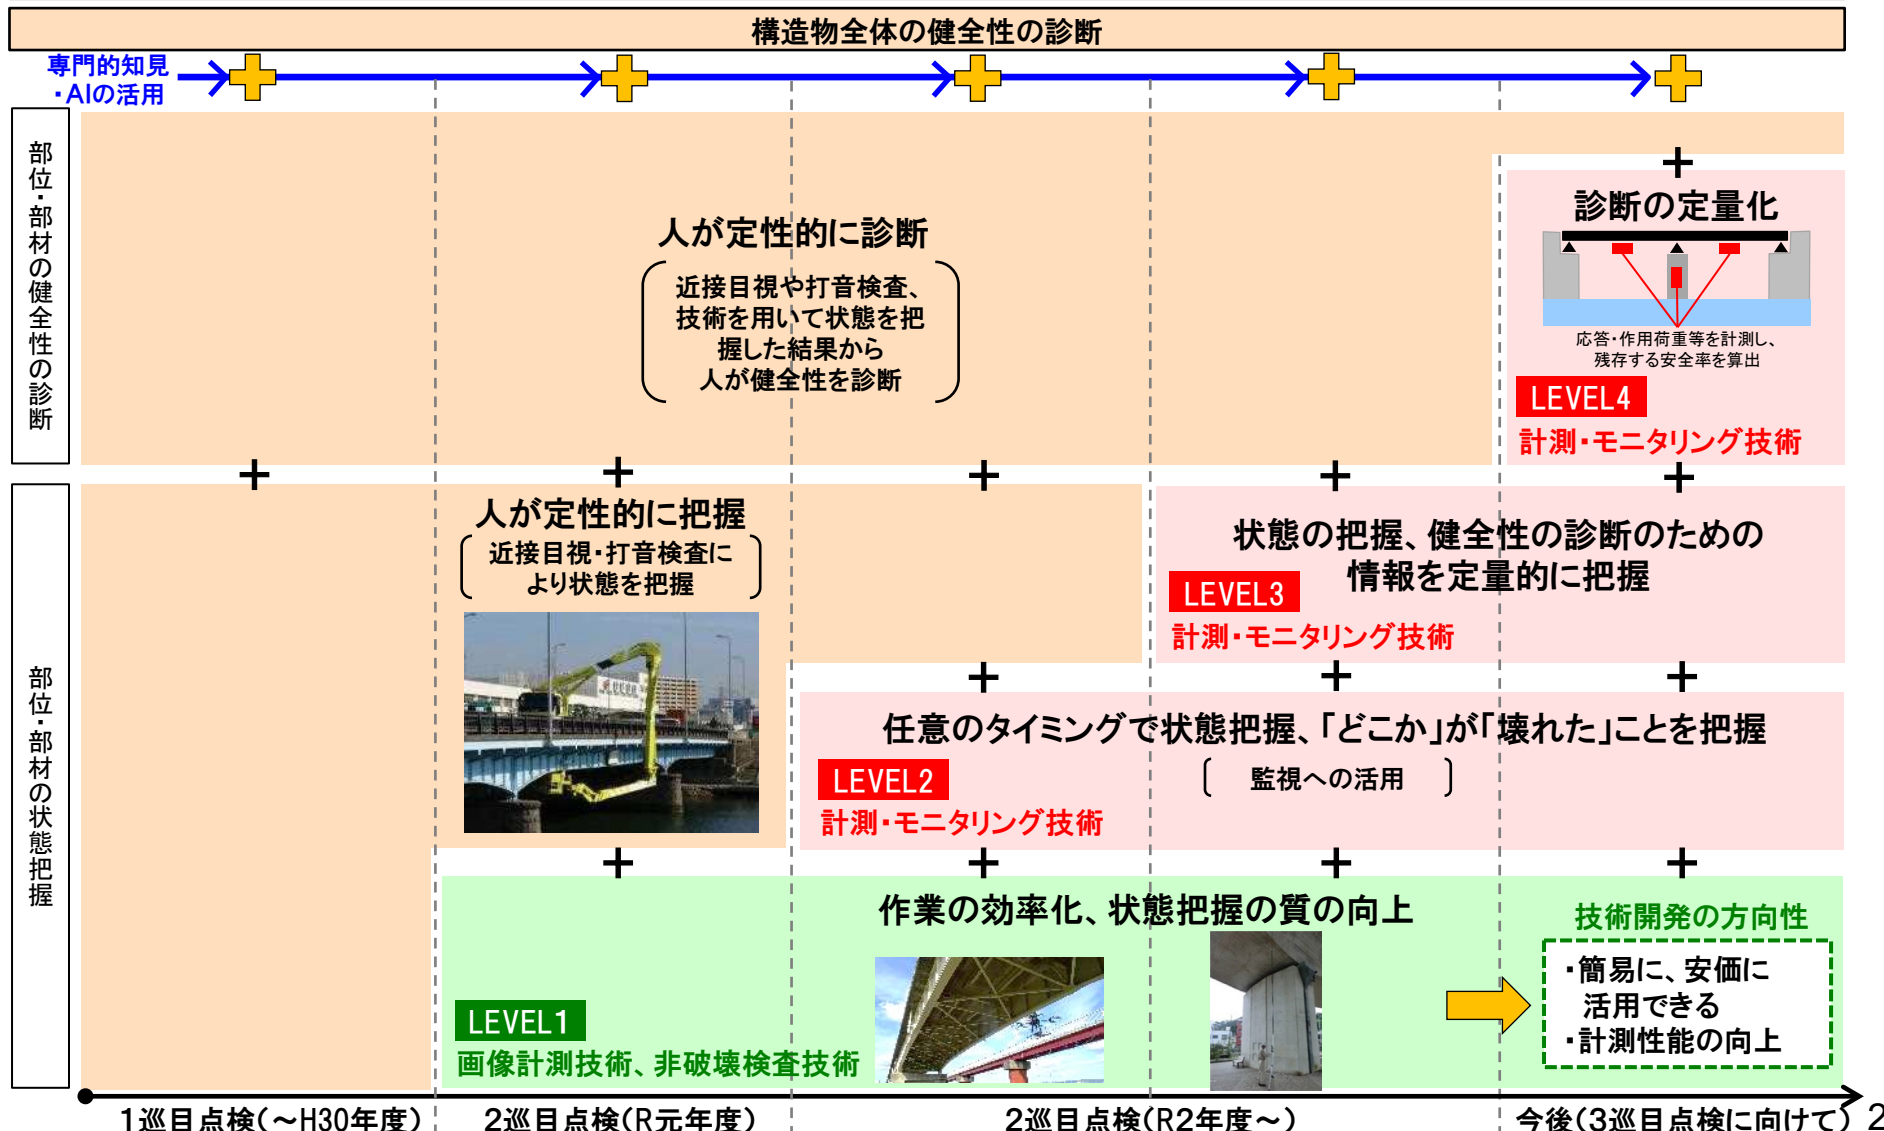 構造物全体の健全性の診断
専門的知見
・AIの活用
部位・部材の健全性の診断
人が定性的に診断
近接目視や打音検査、
技術を用いて状態を把
握した結果から
人が健全性を診断
診断の定量化
応答・作用荷重等を計測し、
残存する安全率を算出
LEVEL4
計測・モニタリング技術
部位・部材の状態把握
人が定性的に把握
近接目視・打音検査に
より状態を把握
状態の把握、健全性の診断のための
情報を定量的に把握
LEVEL3
計測・モニタリング技術
任意のタイミングで状態把握、「どこか」が「壊れた」ことを把握
監視への活用
LEVEL2
計測・モニタリング技術
作業の効率化、状態把握の質の向上
LEVEL1
画像計測技術、非破壊検査技術
技術開発の方向性
・簡易に、安価に
活用できる
・計測性能の向上
1巡目点検(～H30年度)
2巡目点検(R元年度)
2巡目点検(R2年度～)
今後(3巡目点検に向けて)
2